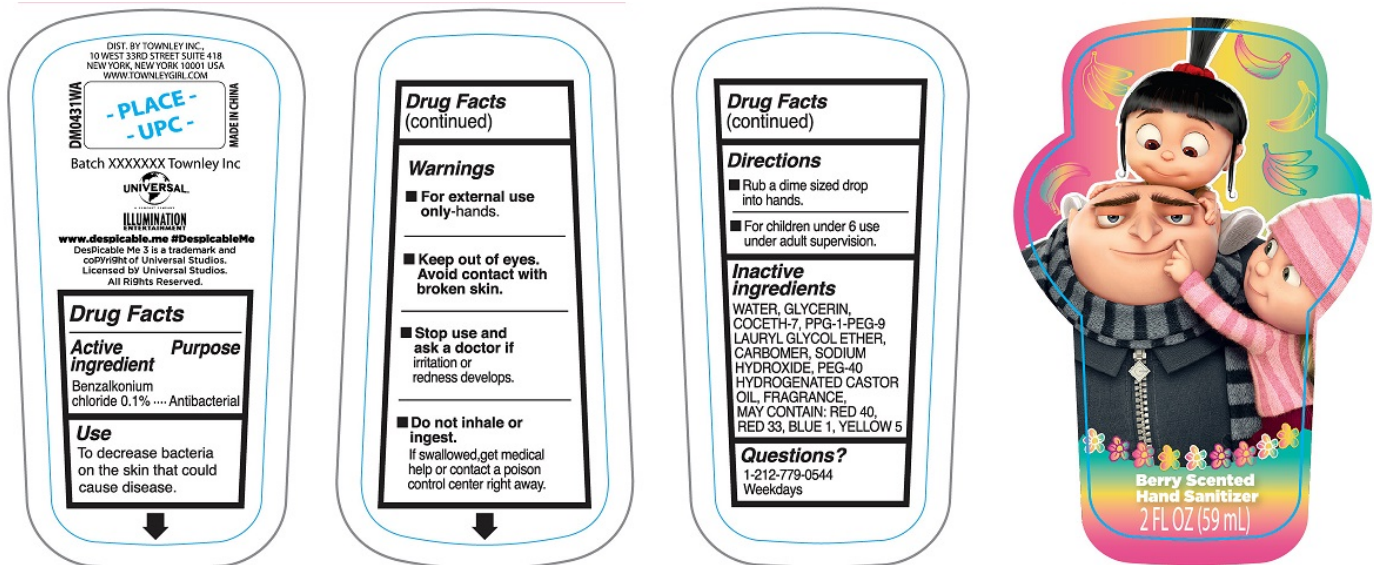 DIST. BY TOWNLEY INC.,
10 WEST 33RD STREET SUITE 418
NEW YORK, NEW YORK 10001 USA
WWW.TOWNLEYGIRL.COM
DM0431WA
- PLACE -
- UPC -
MADE IN CHINA
Batch XXXXXXX Townley Inc
UNIVERSAL
A COMCAST COMPANY
ILLUMINATION
ENTERTAINMENT
www.despicable.me #DespicableMe
DesPicable Me 3 is a trademark and
coPYright of Universal Studios.
Licensed bY Universal Studios.
All Rights Reserved.
Drug Facts
Active Purpose
ingredient
Benzalkonium
chloride 0.1% ···· Antibacterial
Use
To decrease bacteria
on the skin that could
cause disease.
Drug Facts
(continued)
Warnings
■ For external use
only-hands.
■ Keep out of eyes.
Avoid contact with
broken skin.
■ Stop use and
ask a doctor if
irritation or
redness develops.
■ Do not inhale or
ingest.
If swallowed,get medical
help or contact a poison
control center right away.
Drug Facts
(continued)
Directions
■ Rub a dime sized drop
into hands.
■ For children under 6 use
under adult supervision.
Inactive
ingredients
WATER, GLYCERIN,
COCETH-7, PPG-1-PEG-9
LAURYL GLYCOL ETHER,
CARBOMER, SODIUM
HYDROXIDE, PEG-40
HYDROGENATED CASTOR
OIL, FRAGRANCE,
MAY CONTAIN: RED 40,
RED 33, BLUE 1, YELLOW 5
Questions?
1-212-779-0544
Weekdays
Berry Scented
Hand Sanitizer
2 FL OZ (59 mL)